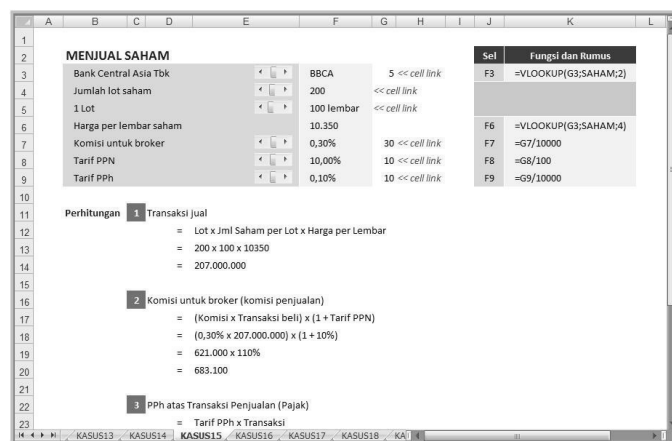 A B C D E F G H I J K L
1
2 MENJUAL SAHAM Sel Fungsi dan Rumus
3 Bank Central Asia Tbk BBCA 5 << cell link F3 =VLOOKUP(G3;SAHAM;2)
4 Jumlah lot saham 200 << cell link
5 1 Lot 100 lembar << cell link
6 Harga per lembar saham 10.350 F6 =VLOOKUP(G3;SAHAM;4)
7 Komisi untuk broker 0,30% 30 << cell link F7 =G7/10000
8 Tarif PPN 10,00% 10 << cell link F8 =G8/100
9 Tarif PPh 0,10% 10 << cell link F9 =G9/10000
10
11 Perhitungan 1 Transaksi jual
12 = Lot x Jml Saham per Lot x Harga per Lembar
13 = 200 x 100 x 10350
14 = 207.000.000
15
16 2 Komisi untuk broker (komisi penjualan)
17 = (Komisi x Transaksi beli) x (1 + Tarif PPN)
18 = (0,30% x 207.000.000) x (1 + 10%)
19 = 621.000 x 110%
20 = 683.100
21
22 3 PPh atas Transaksi Penjualan (Pajak)
23 = Tarif PPh x Transaksi
KASUS13 KASUS14 KASUS15 KASUS16 KASUS17 KASUS18 KA